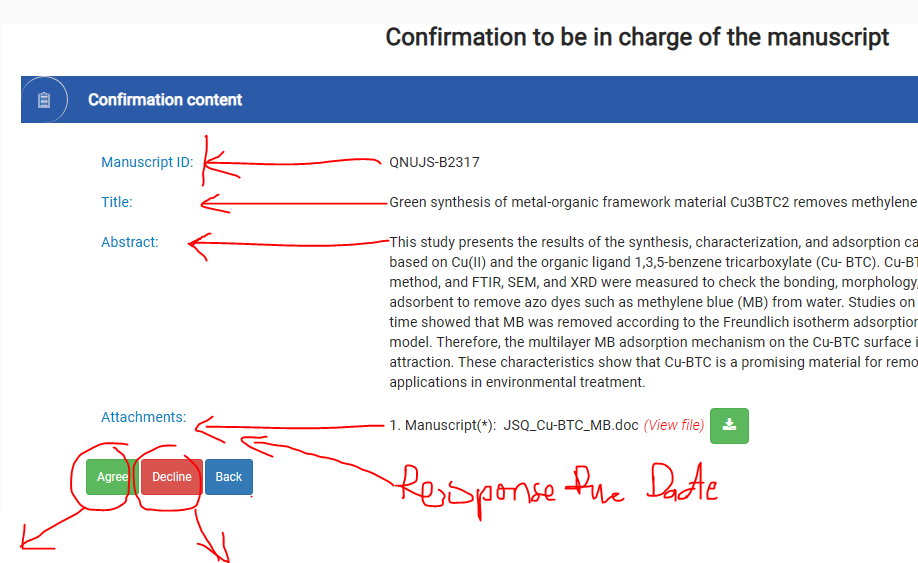 Confirmation to be in charge of the manuscript
Confirmation content
Manuscript ID: QNUJS-B2317
Title: Green synthesis of metal-organic framework material Cu3BTC2 removes methylene
Abstract: This study presents the results of the synthesis, characterization, and adsorption ca
based on Cu(II) and the organic ligand 1,3,5-benzene tricarboxylate (Cu- BTC). Cu-BT
method, and FTIR, SEM, and XRD were measured to check the bonding, morphology,
adsorbent to remove azo dyes such as methylene blue (MB) from water. Studies on
time showed that MB was removed according to the Freundlich isotherm adsorption
model. Therefore, the multilayer MB adsorption mechanism on the Cu-BTC surface i
attraction. These characteristics show that Cu-BTC is a promising material for remo
applications in environmental treatment.
Attachments: 1. Manuscript(*): JSQ_Cu-BTC_MB.doc (View file)
Agree Decline Back
Response Due Date